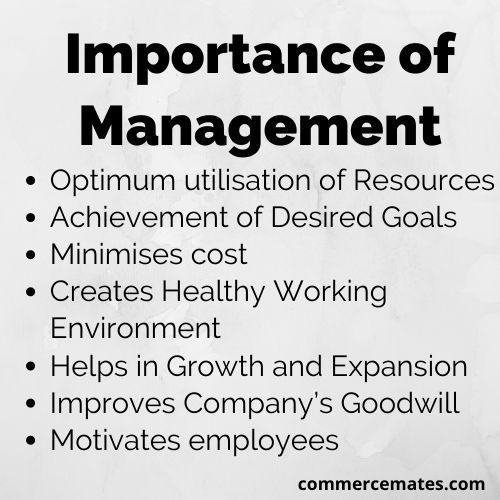 Importance of
Management
• Optimum utilisation of Resources
• Achievement of Desired Goals
• Minimises cost
• Creates Healthy Working
Environment
• Helps in Growth and Expansion
• Improves Company’s Goodwill
• Motivates employees
commercemates.com